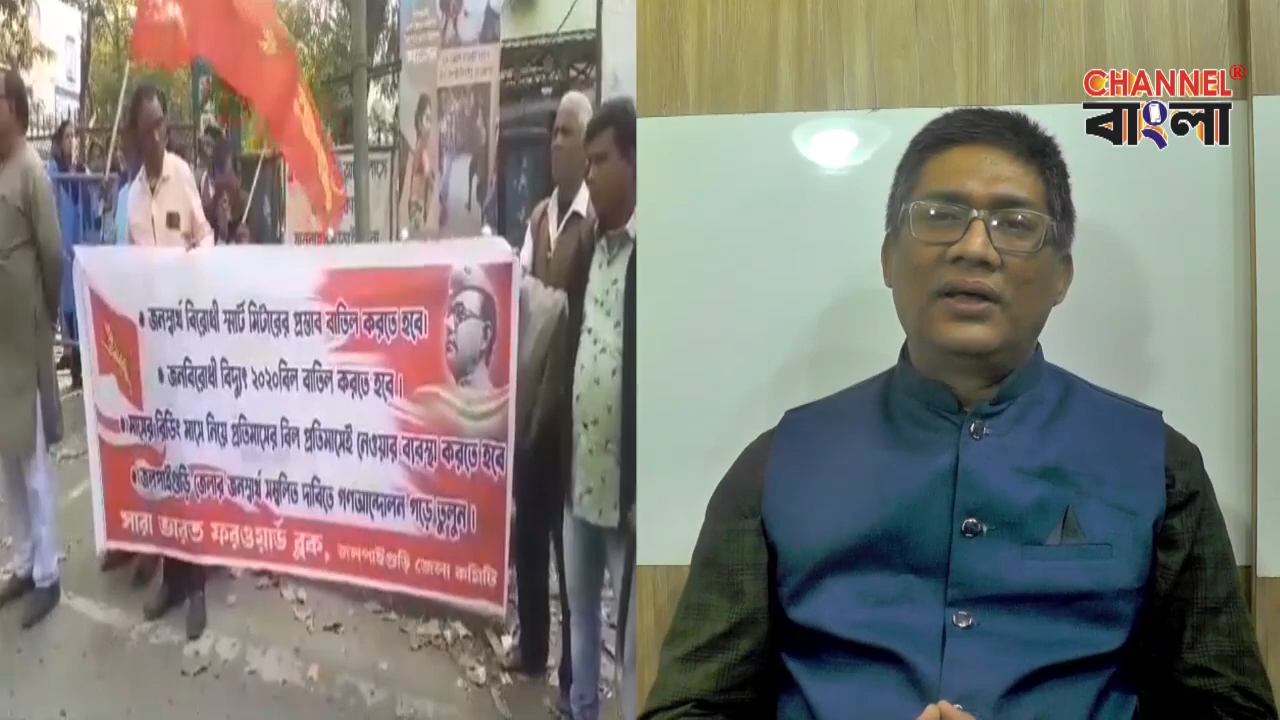 • জনস্বার্থ বিরোধী স্মার্ট মিটারের প্রস্তাব বাতিল করতে হবে।
• জনবিরোধী বিদ্যুৎ ২০২০বিল বাতিল করতে হবে।
• মাসের রিডিং মাসে নিয়ে প্রতিমাসের বিল প্রতিমাসেই নেওয়ার ব্যবস্থা করতে হবে
• জলপাইগুড়ি জেলার জনস্বার্থ সম্বলিত দাবিতে গণআন্দোলন গড়ে তুলুন।
সারা ভারত ফরওয়ার্ড ব্লক, জলপাইগুড়ি জেলা কমিটি
CHANNEL®
বাংলা